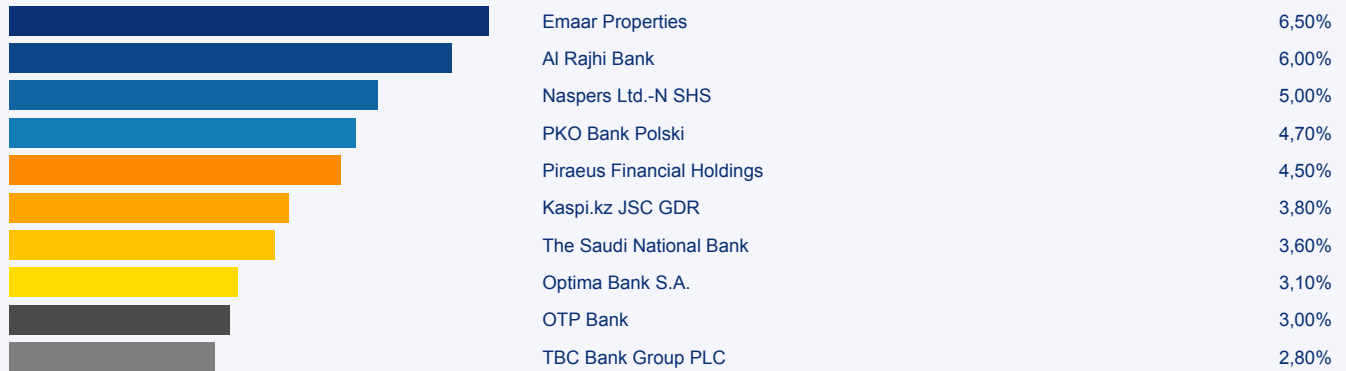 Emaar Properties 6,50%
Al Rajhi Bank 6,00%
Naspers Ltd.-N SHS 5,00%
PKO Bank Polski 4,70%
Piraeus Financial Holdings 4,50%
Kaspi.kz JSC GDR 3,80%
The Saudi National Bank 3,60%
Optima Bank S.A. 3,10%
OTP Bank 3,00%
TBC Bank Group PLC 2,80%